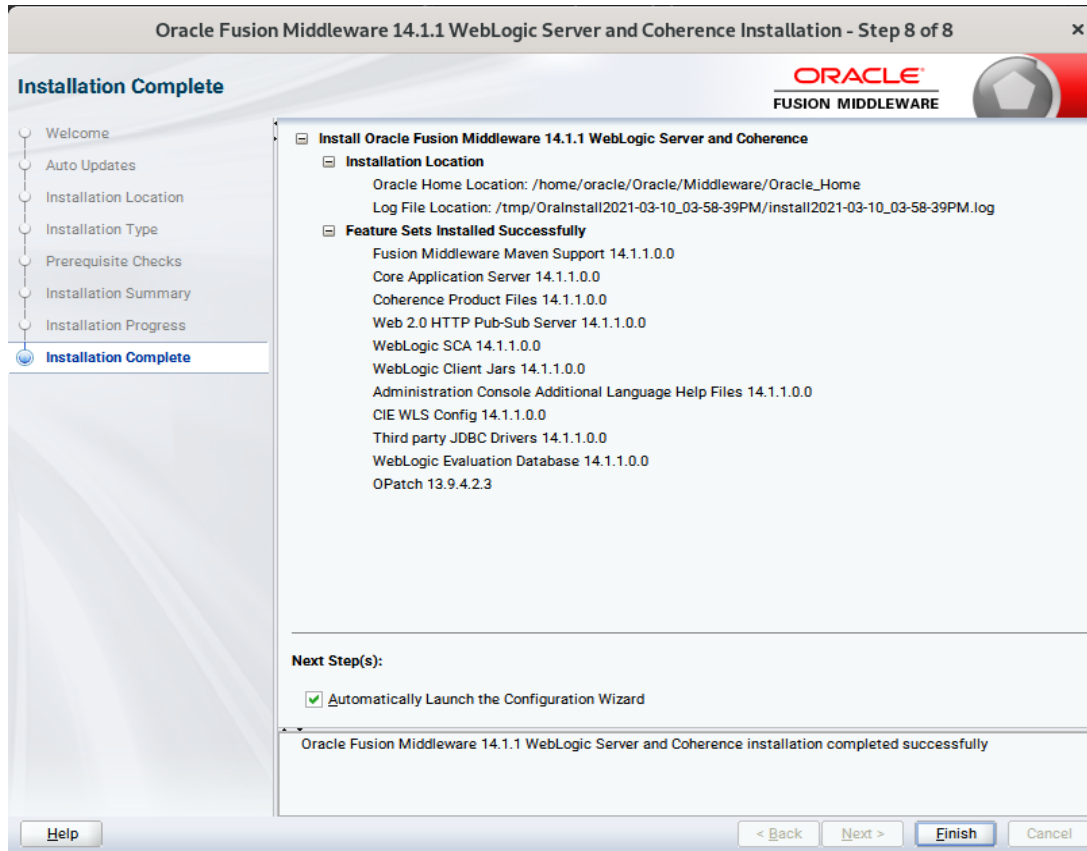 Oracle Fusion Middleware 14.1.1 WebLogic Server and Coherence Installation - Step 8 of 8
Installation Complete
ORACLE
FUSION MIDDLEWARE
Welcome
Auto Updates
Installation Location
Installation Type
Prerequisite Checks
Installation Summary
Installation Progress
Installation Complete
Install Oracle Fusion Middleware 14.1.1 WebLogic Server and Coherence
Installation Location
Oracle Home Location: /home/oracle/Oracle/Middleware/Oracle_Home
Log File Location: /tmp/OraInstall2021-03-10_03-58-39PM/install2021-03-10_03-58-39PM.log
Feature Sets Installed Successfully
Fusion Middleware Maven Support 14.1.1.0.0
Core Application Server 14.1.1.0.0
Coherence Product Files 14.1.1.0.0
Web 2.0 HTTP Pub-Sub Server 14.1.1.0.0
WebLogic SCA 14.1.1.0.0
WebLogic Client Jars 14.1.1.0.0
Administration Console Additional Language Help Files 14.1.1.0.0
CIE WLS Config 14.1.1.0.0
Third party JDBC Drivers 14.1.1.0.0
WebLogic Evaluation Database 14.1.1.0.0
OPatch 13.9.4.2.3
Next Step(s):
Automatically Launch the Configuration Wizard
Oracle Fusion Middleware 14.1.1 WebLogic Server and Coherence installation completed successfully
Help
< Back
Next >
Finish
Cancel